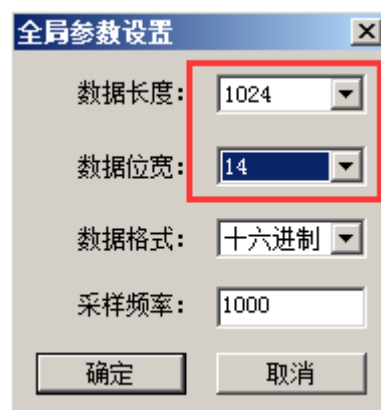 全局参数设置
数据长度： 1024
数据位宽： 14
数据格式： 十六进制
采样频率： 1000
确定 取消